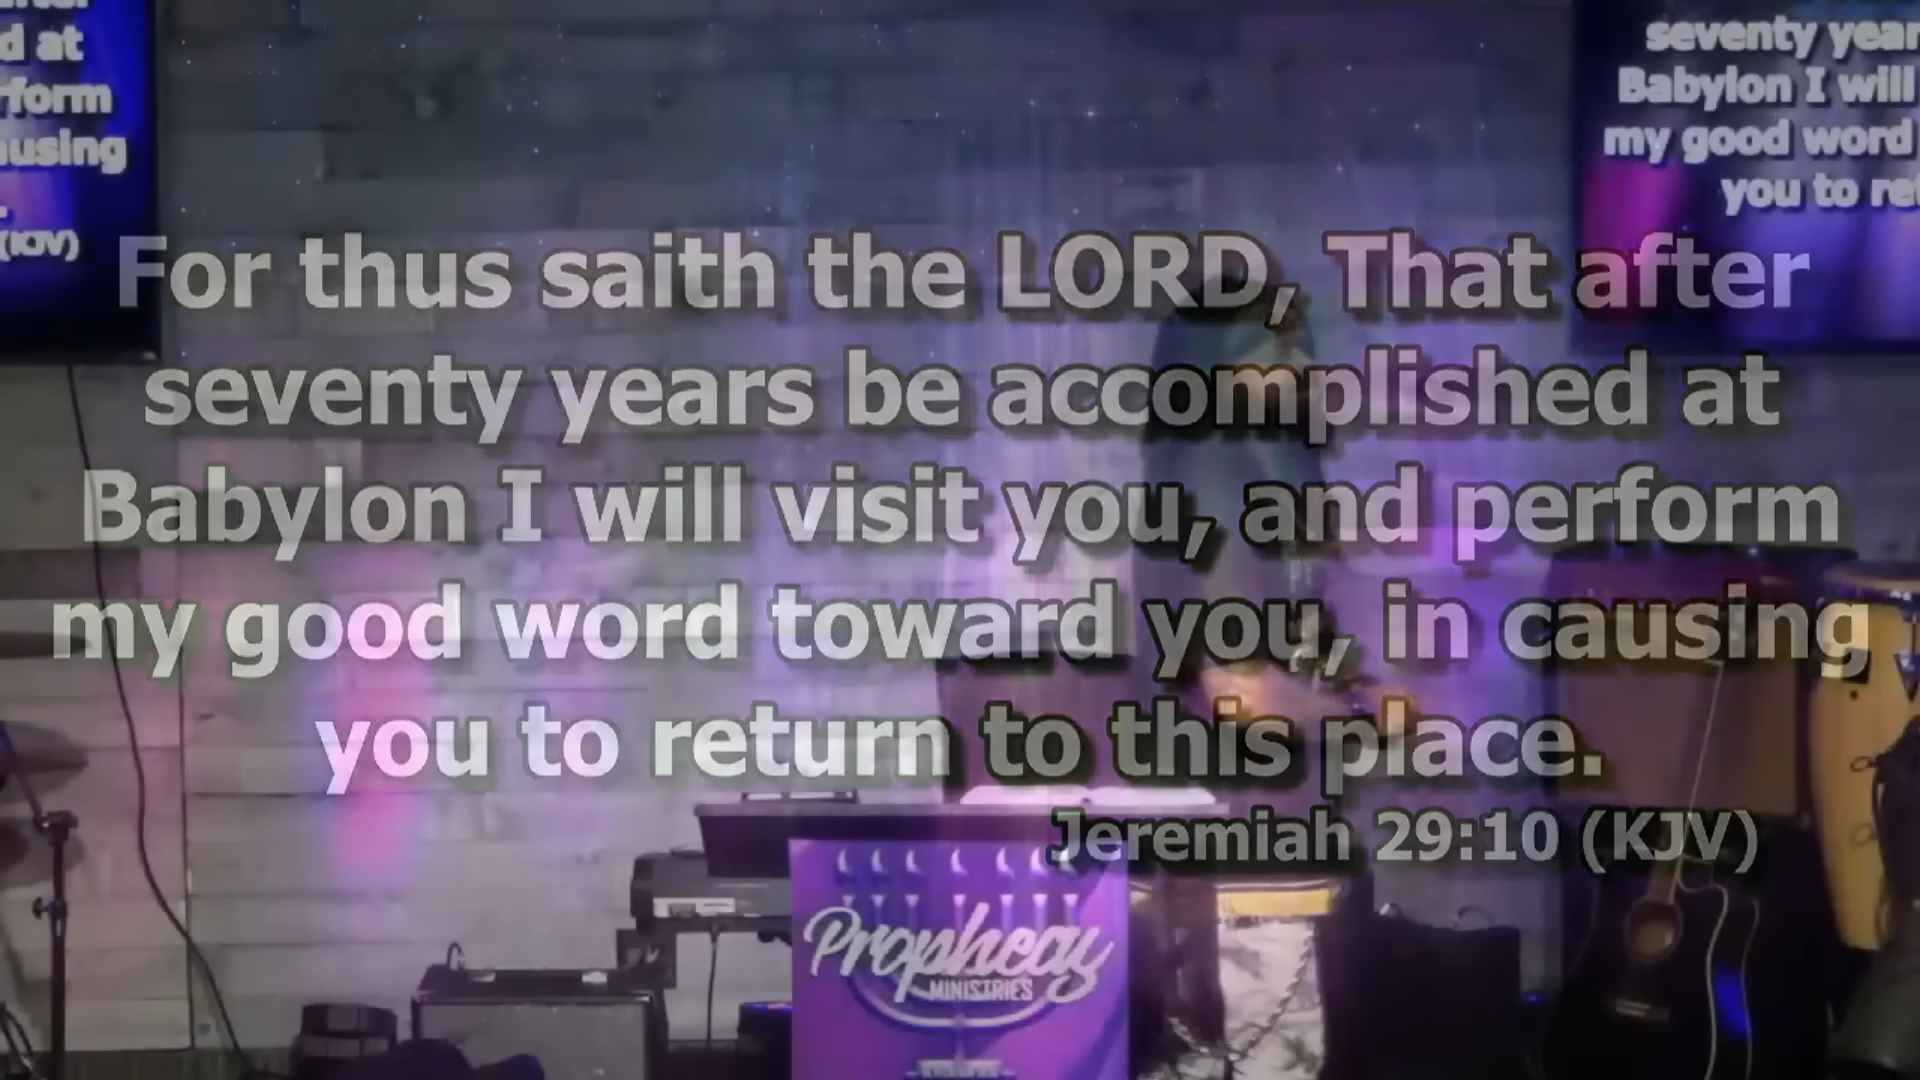 d at
rform
ausing
(KJV)
seventy year
Babylon I will
my good word
you to re
For thus saith the LORD, That after
seventy years be accomplished at
Babylon I will visit you, and perform
my good word toward you, in causing
you to return to this place.
Jeremiah 29:10 (KJV)
Prophecy
MINISTRIES